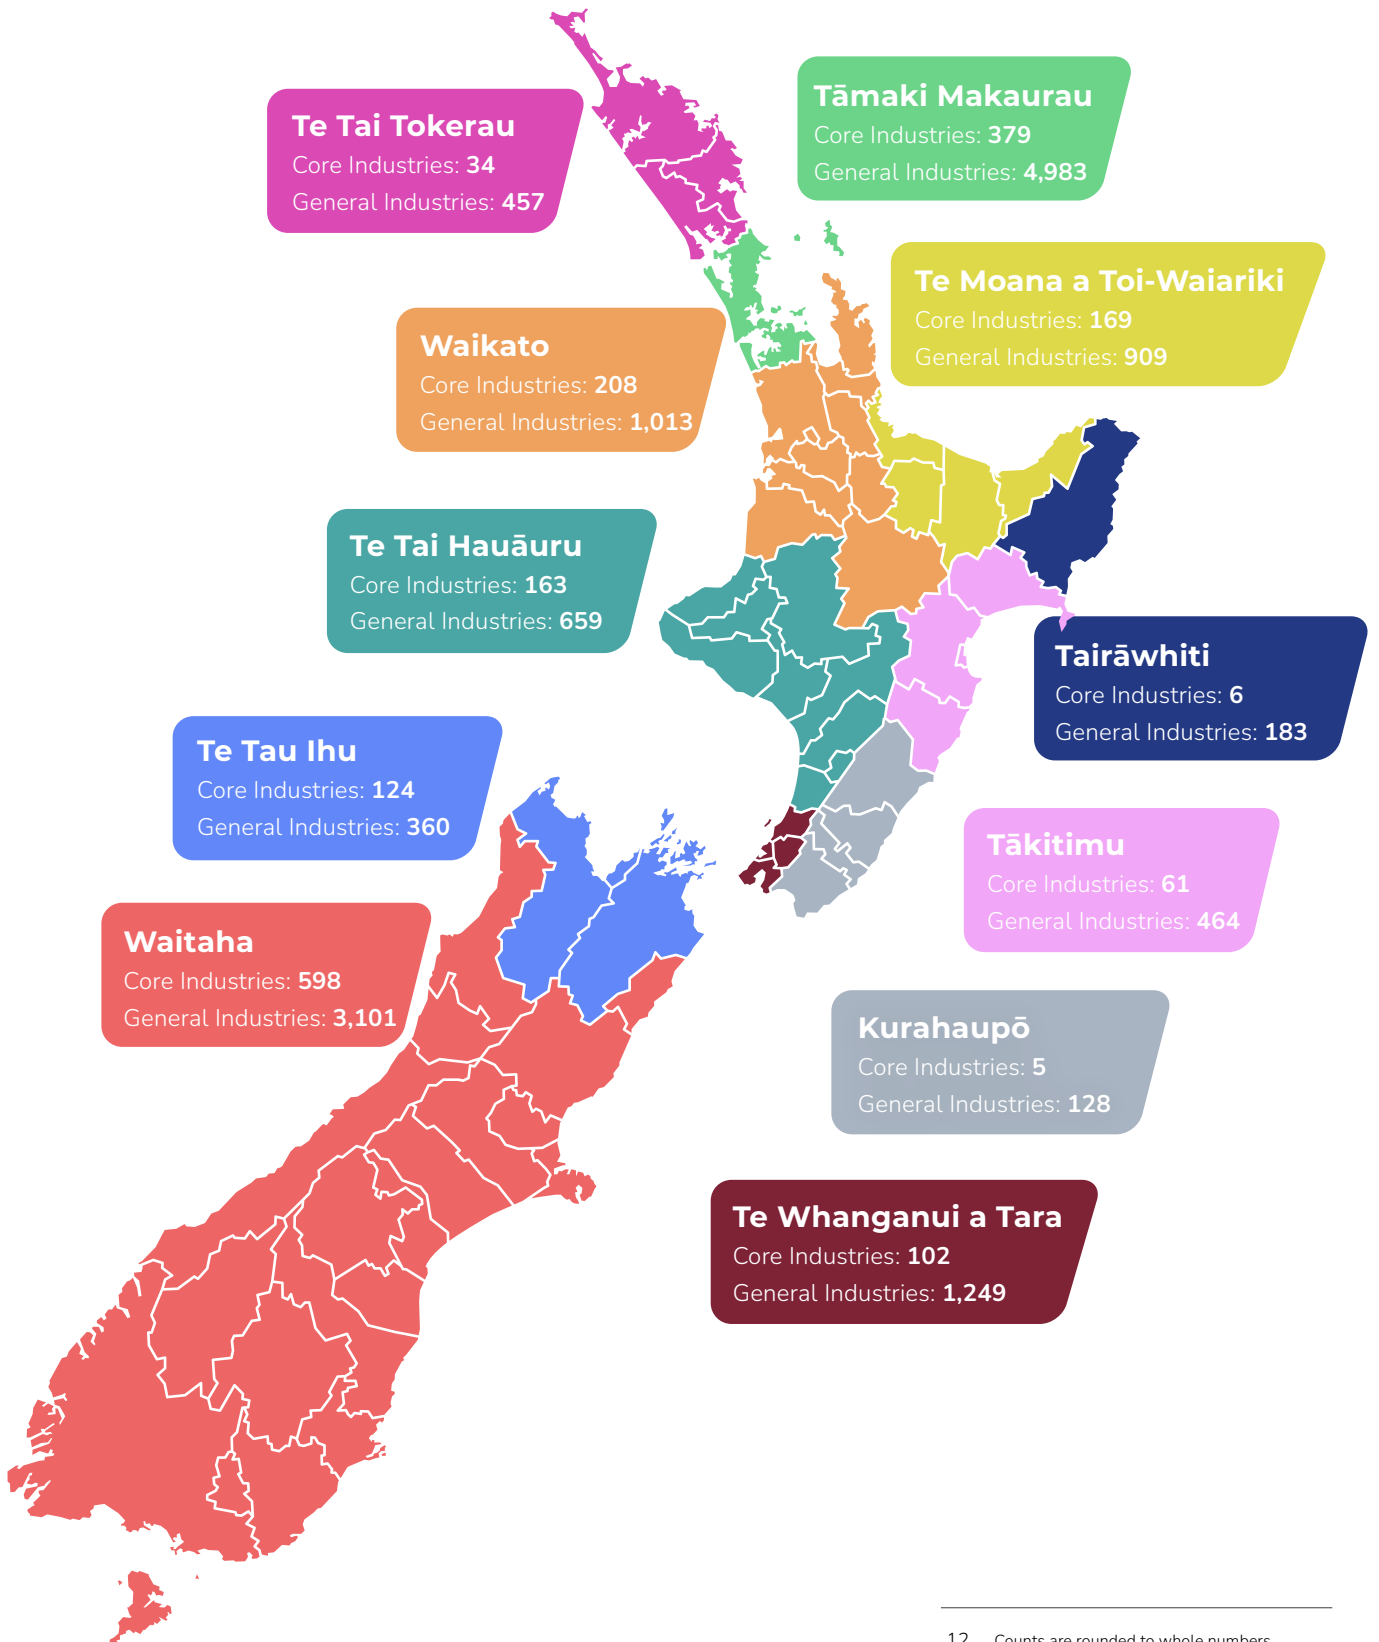 Te Tai Tokerau
Core Industries: 34
General Industries: 457
Tāmaki Makaurau
Core Industries: 379
General Industries: 4,983
Te Moana a Toi-Waiariki
Core Industries: 169
General Industries: 909
Waikato
Core Industries: 208
General Industries: 1,013
Te Tai Hauāuru
Core Industries: 163
General Industries: 659
Tairāwhiti
Core Industries: 6
General Industries: 183
Te Tau Ihu
Core Industries: 124
General Industries: 360
Tākitimu
Core Industries: 61
General Industries: 464
Waitaha
Core Industries: 598
General Industries: 3,101
Kurahaupō
Core Industries: 5
General Industries: 128
Te Whanganui a Tara
Core Industries: 102
General Industries: 1,249
12 Counts are rounded to whole numbers